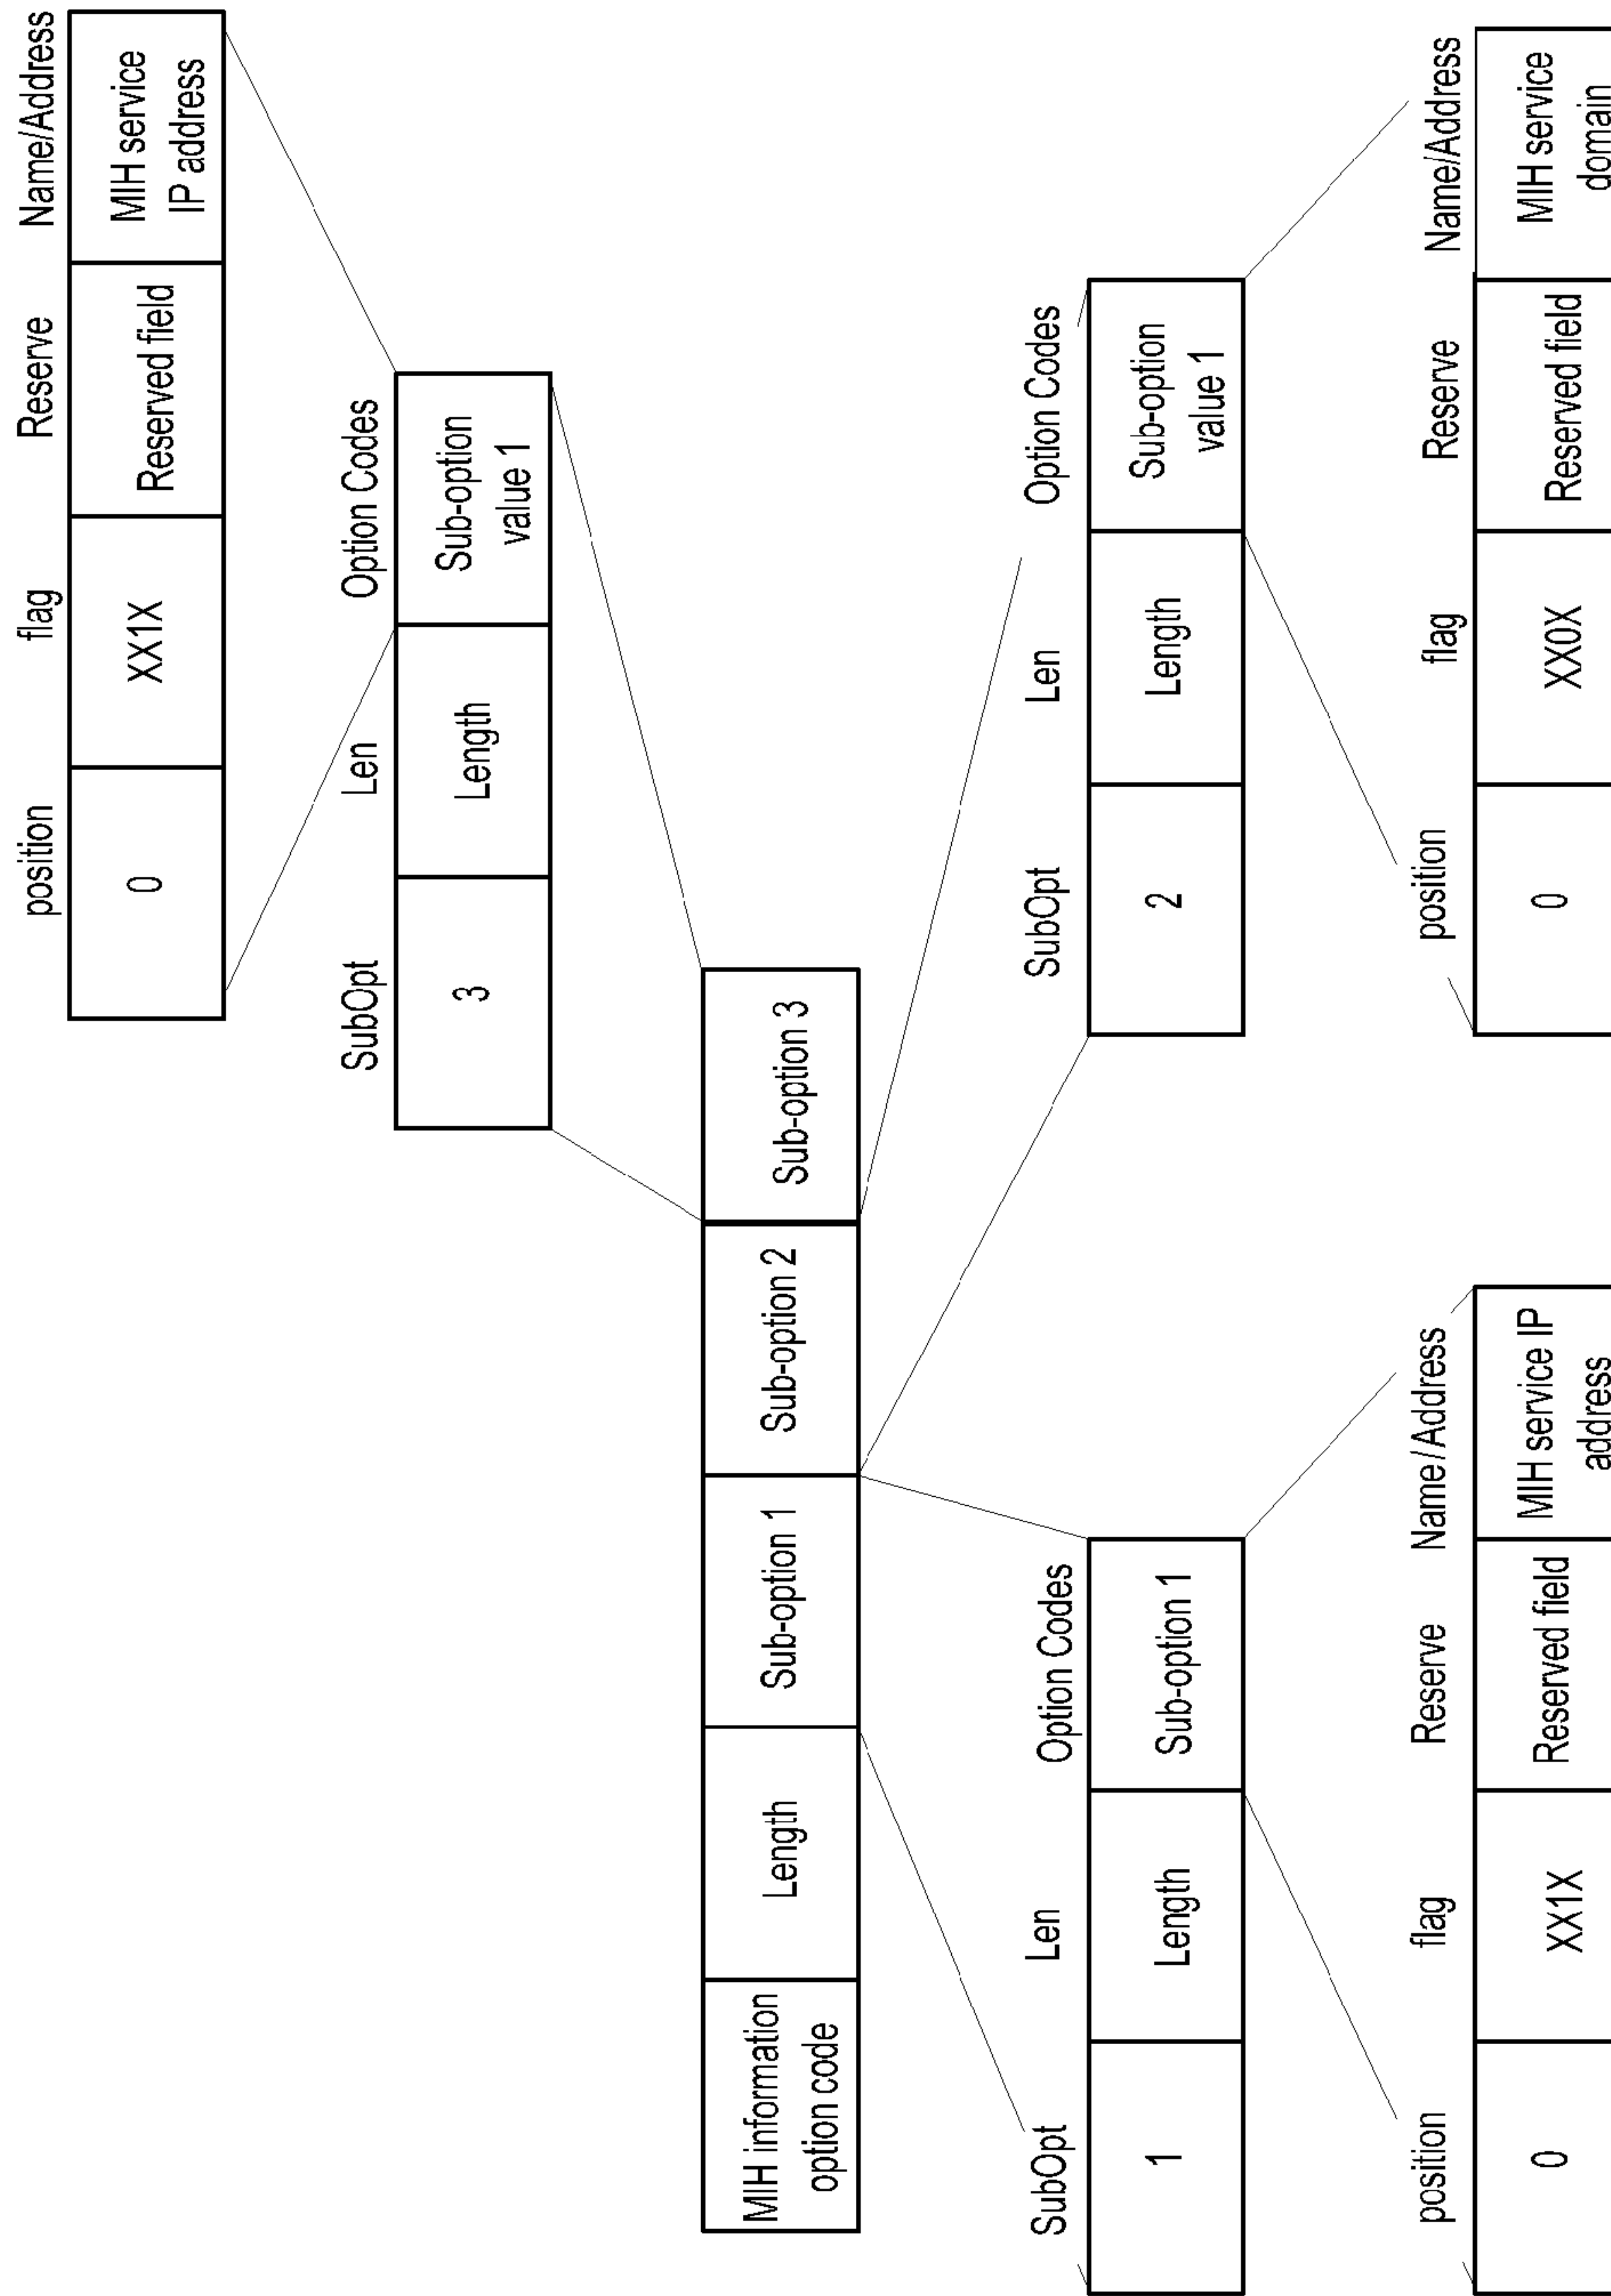 position
flag
Reserve
Name/Address
0
XX1X
Reserved field
MIH service
IP address
SubOpt
Len
Option Codes
3
Length
Sub-option
value 1
MIH information
option code
Length
Sub-option 1
Sub-option 2
Sub-option 3
SubOpt
Len
Option Codes
1
Length
Sub-option 1
SubOpt
Len
Option Codes
2
Length
Sub-option
value 1
position
flag
Reserve
Name/Address
0
XX1X
Reserved field
MIH service IP
address
position
flag
Reserve
Name/Address
0
XX0X
Reserved field
MIH service
domain